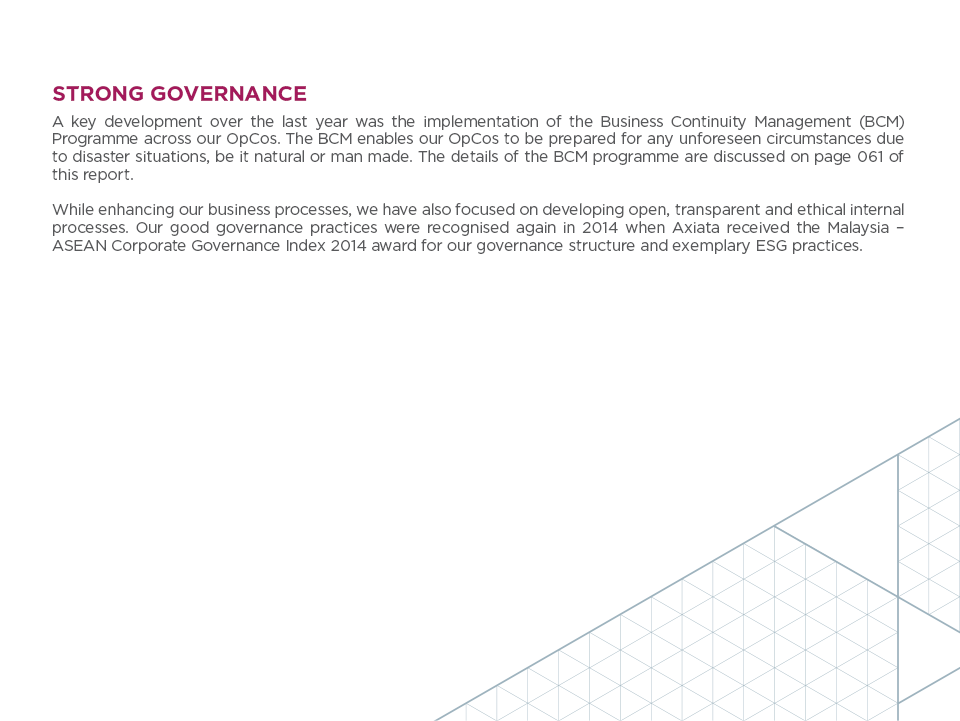 STRONG GOVERNANCE
A key development over the last year was the implementation of the Business Continuity Management (BCM)
Programme across our OpCos. The BCM enables our OpCos to be prepared for any unforeseen circumstances due
to disaster situations, be it natural or man made. The details of the BCM programme are discussed on page 061 of
this report.
While enhancing our business processes, we have also focused on developing open, transparent and ethical internal
processes. Our good governance practices were recognised again in 2014 when Axiata received the Malaysia –
ASEAN Corporate Governance Index 2014 award for our governance structure and exemplary ESG practices.